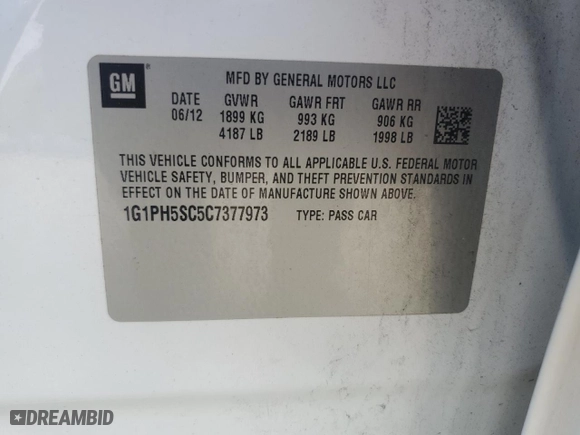 GM
MFD BY GENERAL MOTORS LLC
DATE GVWR GAWR FRT GAWR RR
06/12 1899 KG 993 KG 906 KG
4187 LB 2189 LB 1998 LB
THIS VEHICLE CONFORMS TO ALL APPLICABLE U.S. FEDERAL MOTOR
VEHICLE SAFETY, BUMPER, AND THEFT PREVENTION STANDARDS IN
EFFECT ON THE DATE OF MANUFACTURE SHOWN ABOVE.
1G1PH5SC5C7377973 TYPE: PASS CAR
DREAMBID